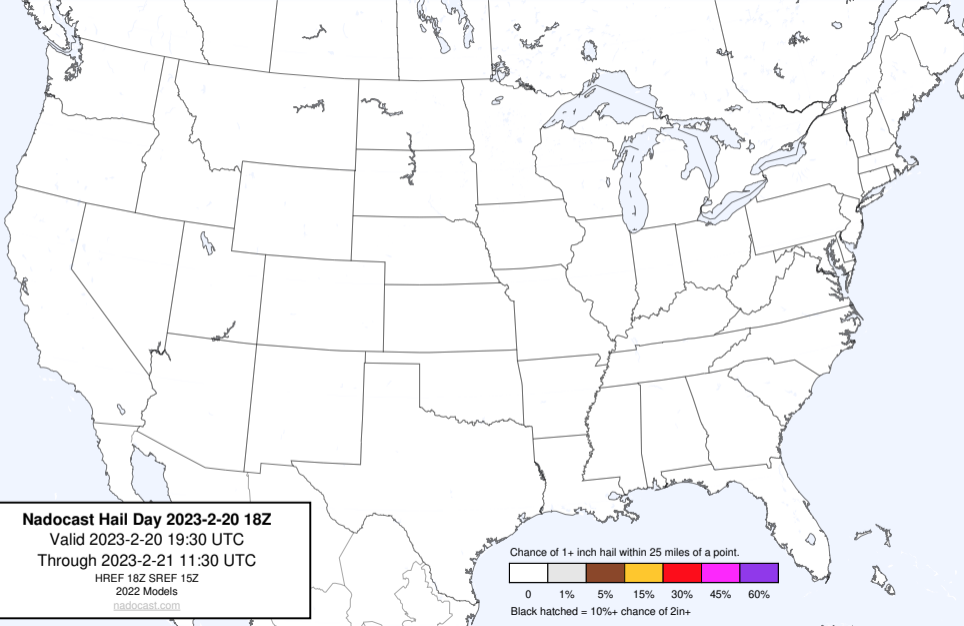 Nadocast Hail Day 2023-2-20 18Z
Valid 2023-2-20 19:30 UTC
Through 2023-2-21 11:30 UTC
HREF 18Z SREF 15Z
2022 Models
nadocast.com
Chance of 1+ inch hail within 25 miles of a point.
0 1% 5% 15% 30% 45% 60%
Black hatched = 10%+ chance of 2in+